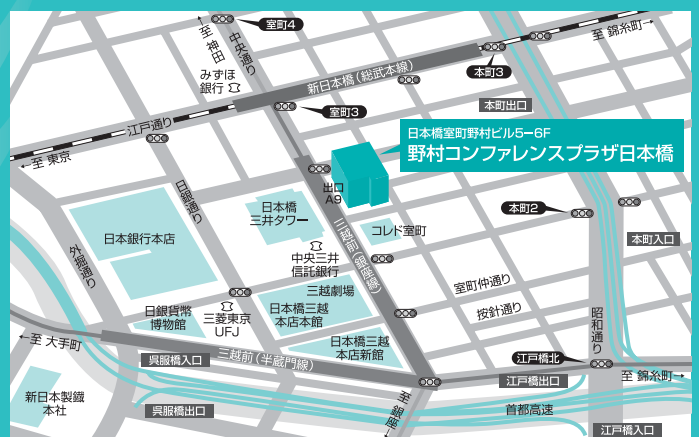 室町4
至 神田
中央通り
みずほ
銀行
新日本橋(総武本線)
本町3
至 錦糸町
本町出口
室町3
江戸通り
至 東京
日本橋室町野村ビル5−6F
野村コンファレンスプラザ日本橋
出口
A9
日銀通り
日本橋
三井タワー
コレド室町
本町2
本町入口
日本銀行本店
外堀通り
中央三井
信託銀行
三越前(銀座線)
三越劇場
日本橋三越
本店本館
室町仲通り
按針通り
昭和通り
日銀貨幣
博物館
三菱東京
UFJ
日本橋三越
本店新館
至 大手町
呉服橋入口
三越前(半蔵門線)
江戸橋北
江戸橋出口
至 錦糸町
新日本製鐵
本社
呉服橋出口
至 銀座
首都高速
江戸橋入口